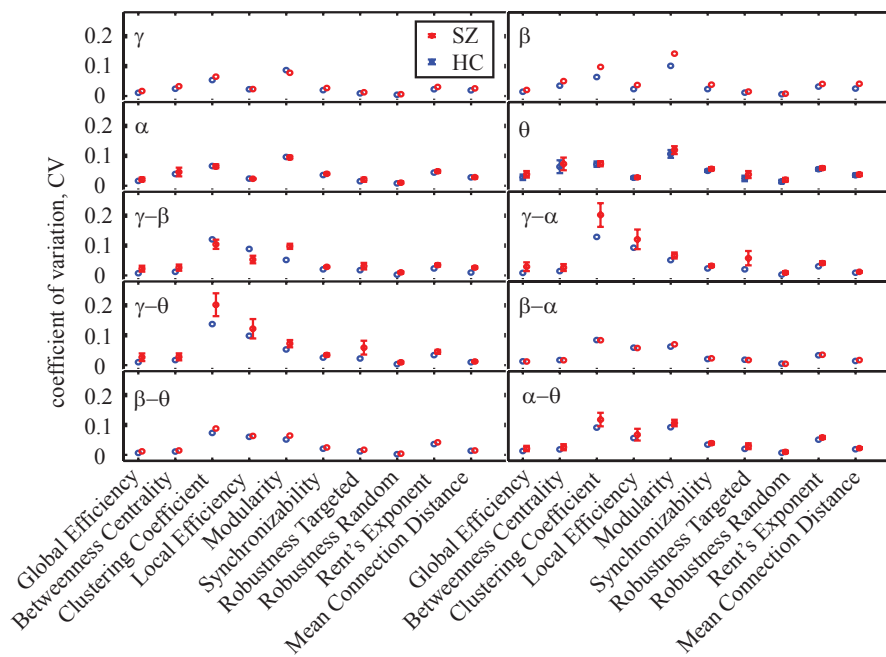 coefficient of variation, CV
0.2
0.1
0
γ
SZ
HC
β
0.2
0.1
0
α
θ
0.2
0.1
0
γ−β
γ−α
0.2
0.1
0
γ−θ
β−α
0.2
0.1
0
β−θ
α−θ
Global Efficiency
Betweenness Centrality
Clustering Coefficient
Local Efficiency
Modularity
Synchronizability
Robustness Targeted
Robustness Random
Rent's Exponent
Mean Connection Distance
Global Efficiency
Betweenness Centrality
Clustering Coefficient
Local Efficiency
Modularity
Synchronizability
Robustness Targeted
Robustness Random
Rent's Exponent
Mean Connection Distance